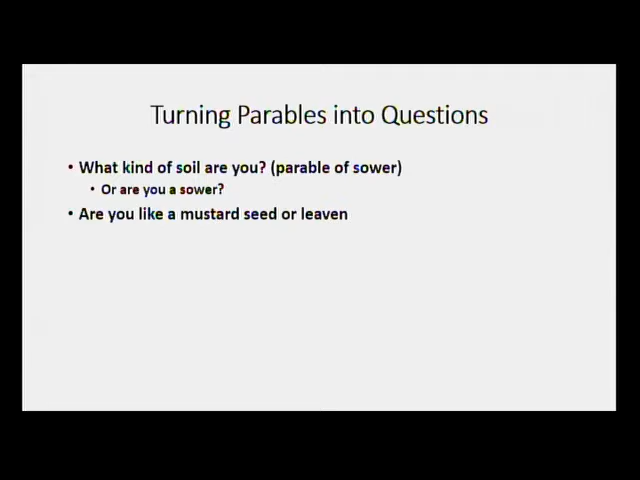 Turning Parables into Questions
• What kind of soil are you? (parable of sower)
• Or are you a sower?
• Are you like a mustard seed or leaven